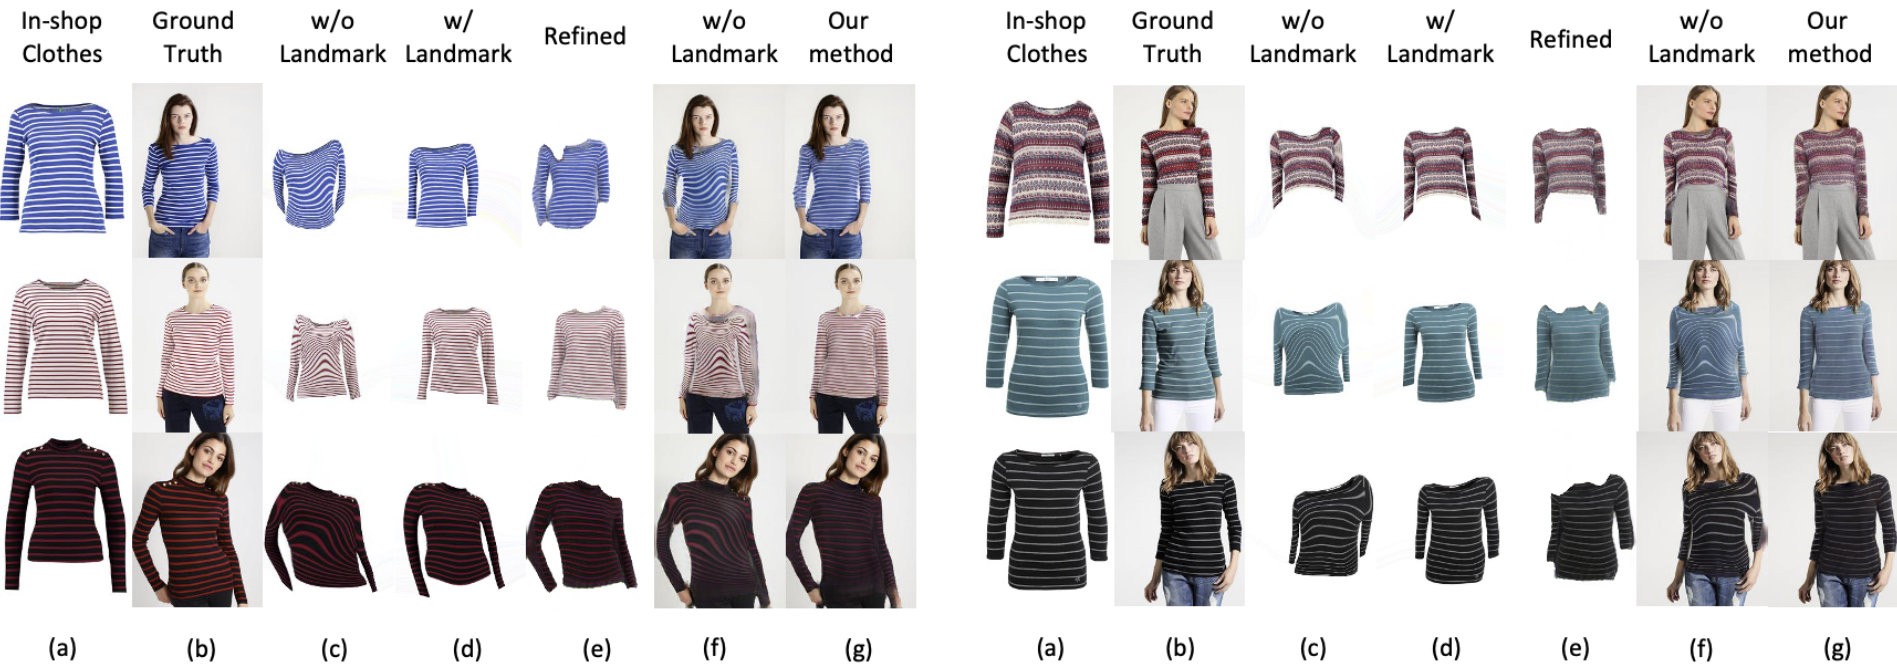 In-shop Clothes
Ground Truth
w/o Landmark
w/ Landmark
Refined
w/o Landmark
Our method
In-shop Clothes
Ground Truth
w/o Landmark
w/ Landmark
Refined
w/o Landmark
Our method
(a) (b) (c) (d) (e) (f) (g)
(a) (b) (c) (d) (e) (f) (g)